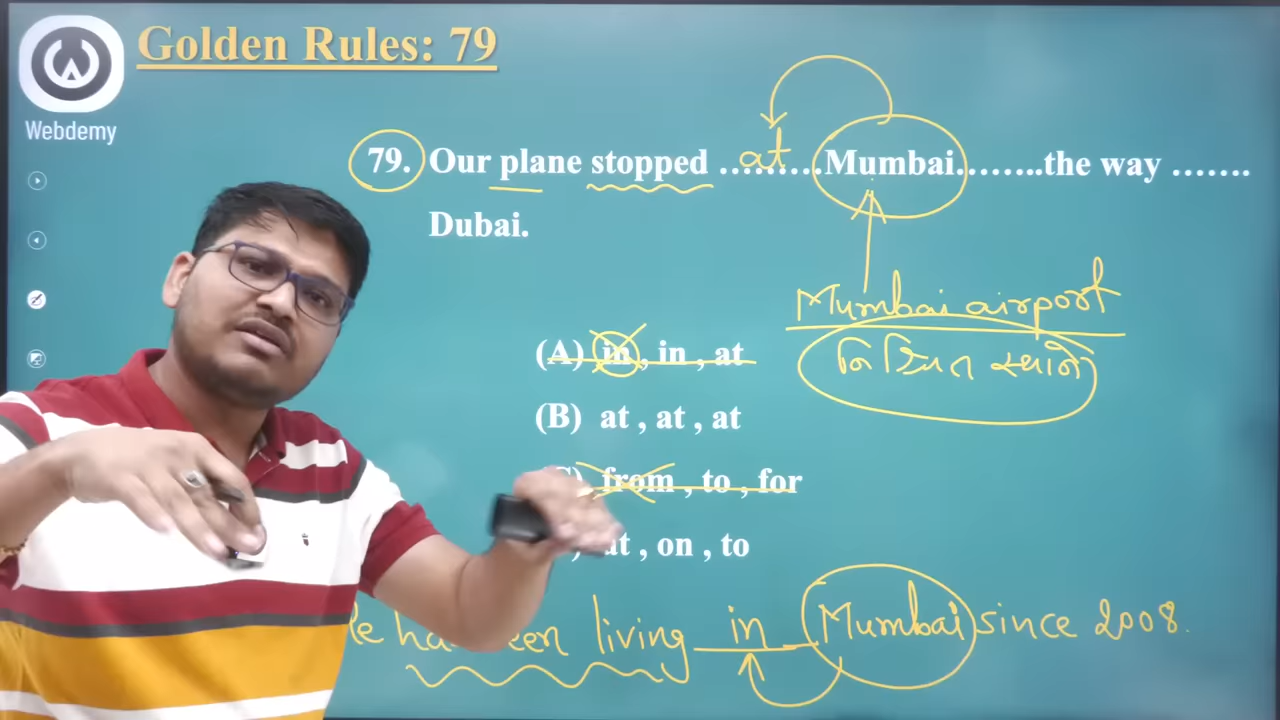 Webdemy
Golden Rules: 79
79. Our plane stopped ...at... Mumbai........the way .......
Dubai.
Mumbai airport
નિશ્ચિત
(A) in , in , at
(B) at , at , at
from , to , for
at , on , to
living in Mumbai since 2008.